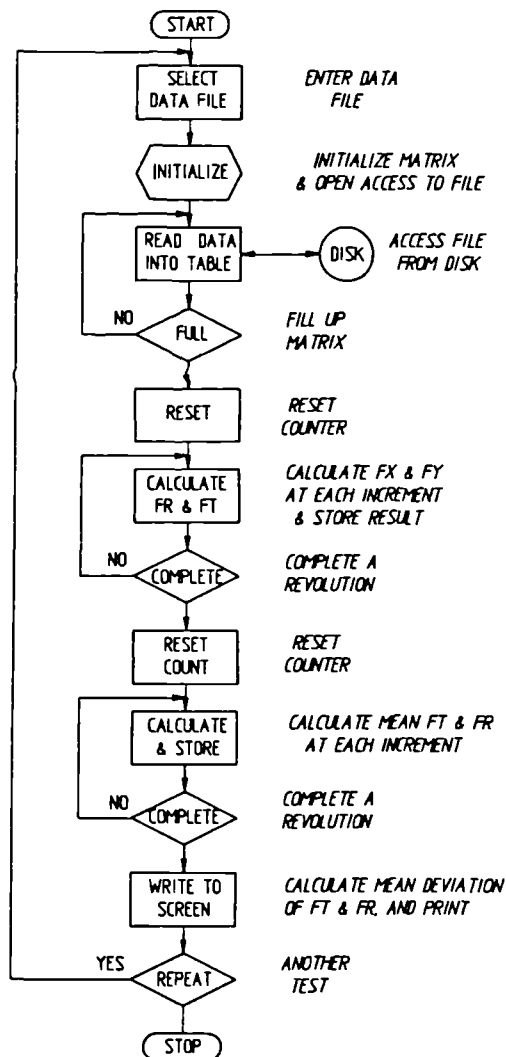 START
SELECT
DATA FILE
ENTER DATA
FILE
INITIALIZE
INITIALIZE MATRIX
& OPEN ACCESS TO FILE
READ DATA
INTO TABLE
DISK
ACCESS FILE
FROM DISK
NO
FULL
FILL UP
MATRIX
RESET
RESET
COUNTER
CALCULATE
FR & FT
CALCULATE FX & FY
AT EACH INCREMENT
& STORE RESULT
NO
COMPLETE
COMPLETE A
REVOLUTION
RESET
COUNT
RESET
COUNTER
CALCULATE
& STORE
CALCULATE MEAN FT & FR
AT EACH INCREMENT
NO
COMPLETE
COMPLETE A
REVOLUTION
WRITE TO
SCREEN
CALCULATE MEAN DEVIATION
OF FT & FR, AND PRINT
YES
REPEAT
ANOTHER
TEST
STOP